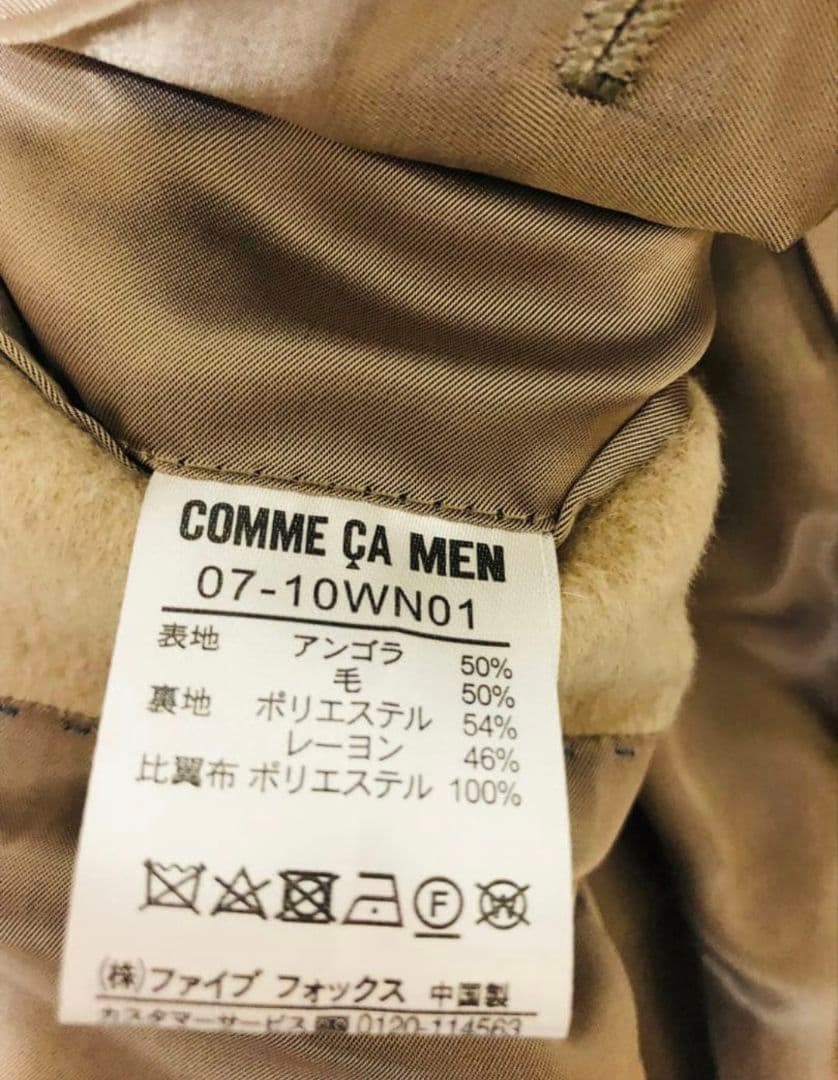 COMME ÇA MEN
07-10WN01
表地 アンゴラ 50%
毛 50%
裏地 ポリエステル 54%
レーヨン 46%
比翼布 ポリエステル 100%
F
W
(株)ファイブ フォックス 中国製
カスタマーサービス 0120-114563